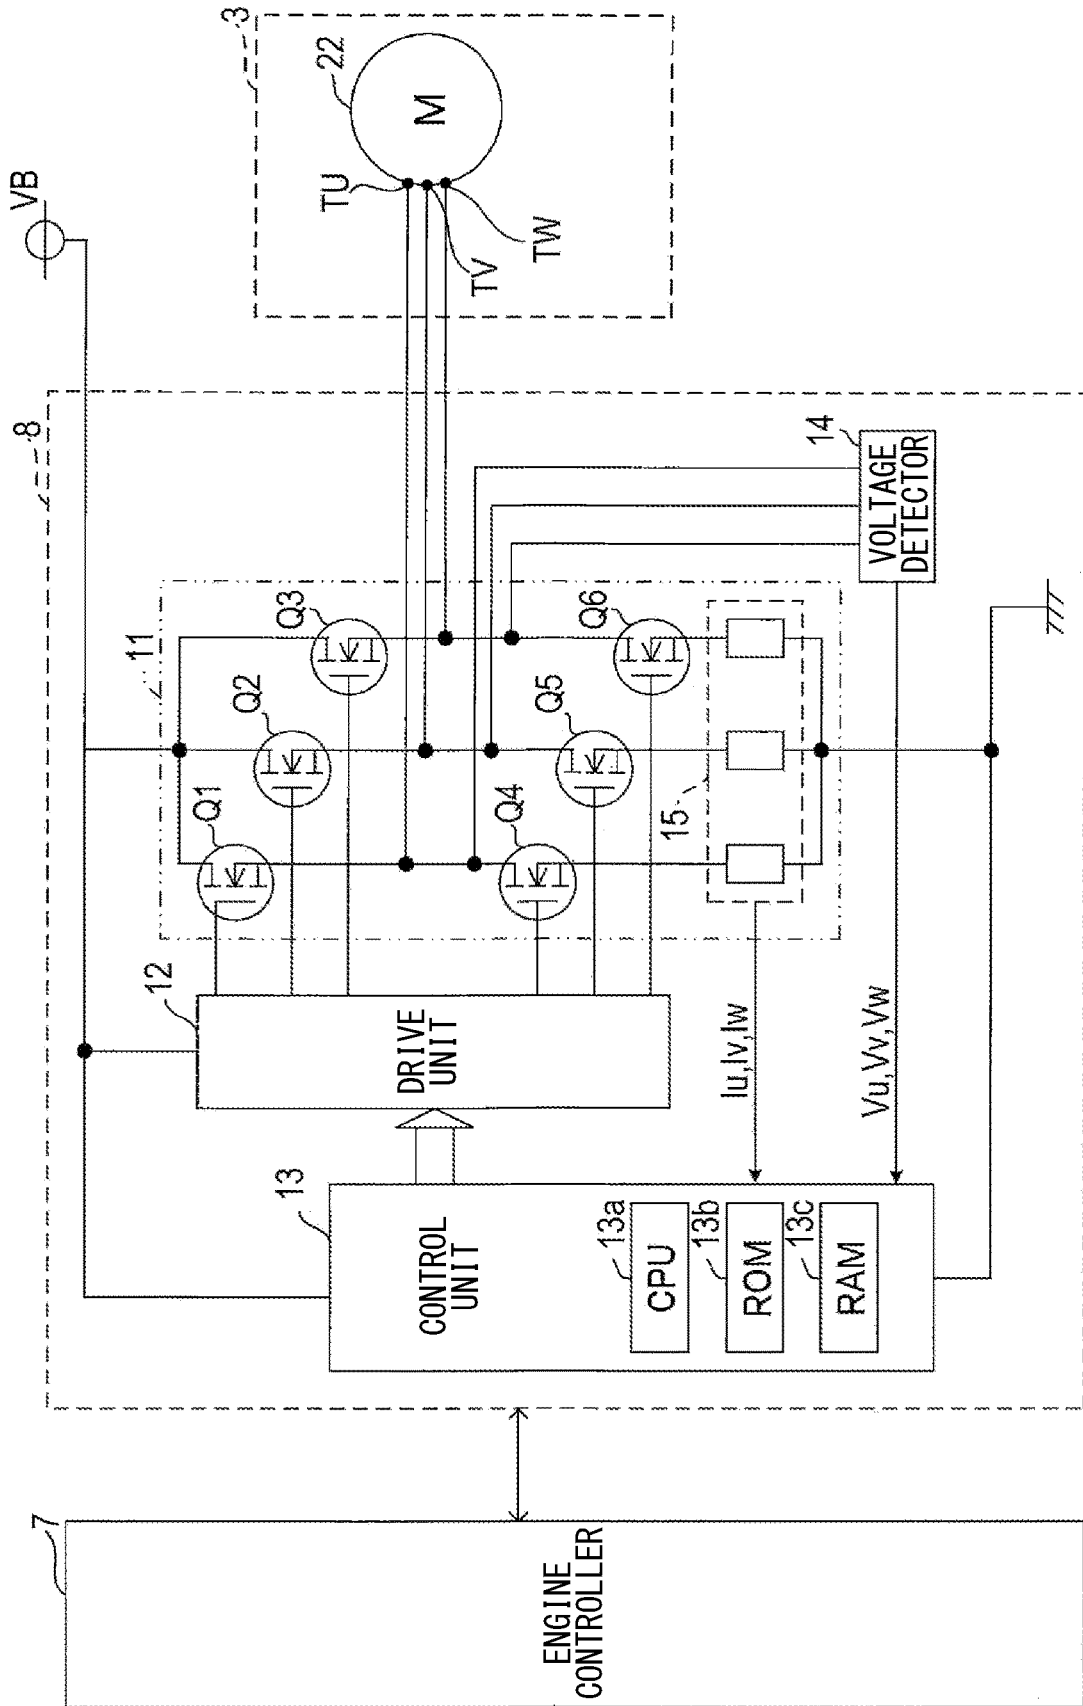 7
ENGINE
CONTROLLER
8
VB
13
CONTROL
UNIT
13a
CPU
13b
ROM
13c
RAM
12
DRIVE
UNIT
Iu,Iv,Iw
Vu,Vv,Vw
11
Q1
Q2
Q3
Q4
Q5
Q6
15
14
VOLTAGE
DETECTOR
3
22
M
TU
TV
TW